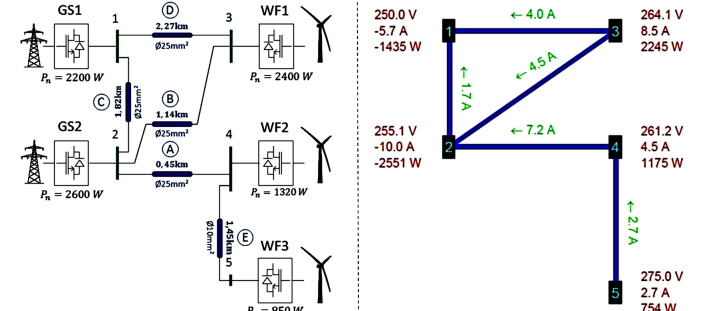 GS1
1
D
2,27km
Ø25mm²
3
WF1
Pn = 2200 W
Pn = 2400 W
C
1,82km
Ø25mm²
B
1,14km
Ø25mm²
GS2
2
A
0,45km
Ø25mm²
4
WF2
Pn = 2600 W
Pn = 1320 W
Ø10mm²
1,45km
E
WF3
5
Pn = 850 W
250.0 V
-5.7 A
-1435 W
1
← 4.0 A
3
264.1 V
8.5 A
2245 W
← 1.7 A
← 4.5 A
255.1 V
-10.0 A
-2551 W
2
← 7.2 A
4
261.2 V
4.5 A
1175 W
← 2.7 A
5
275.0 V
2.7 A
754 W